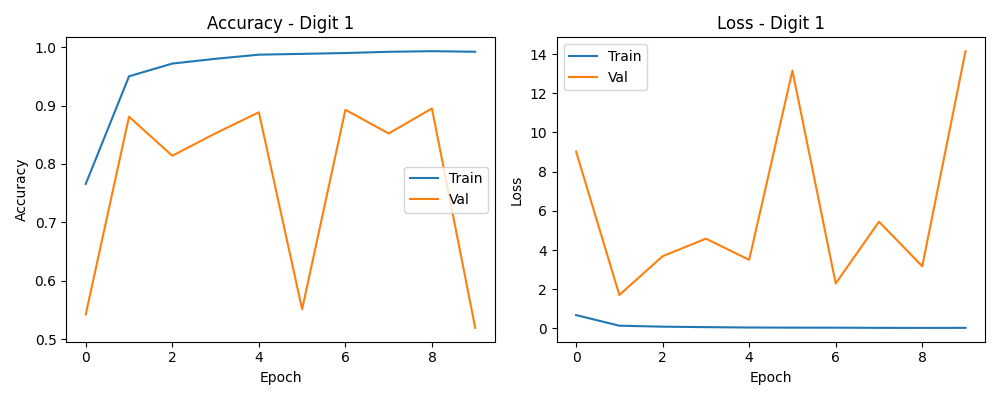 Accuracy - Digit 1
1.0
0.9
0.8
0.7
0.6
0.5
Accuracy
0 2 4 6 8
Epoch
Train
Val
Loss - Digit 1
14
12
10
8
6
4
2
0
Loss
0 2 4 6 8
Epoch
Train
Val